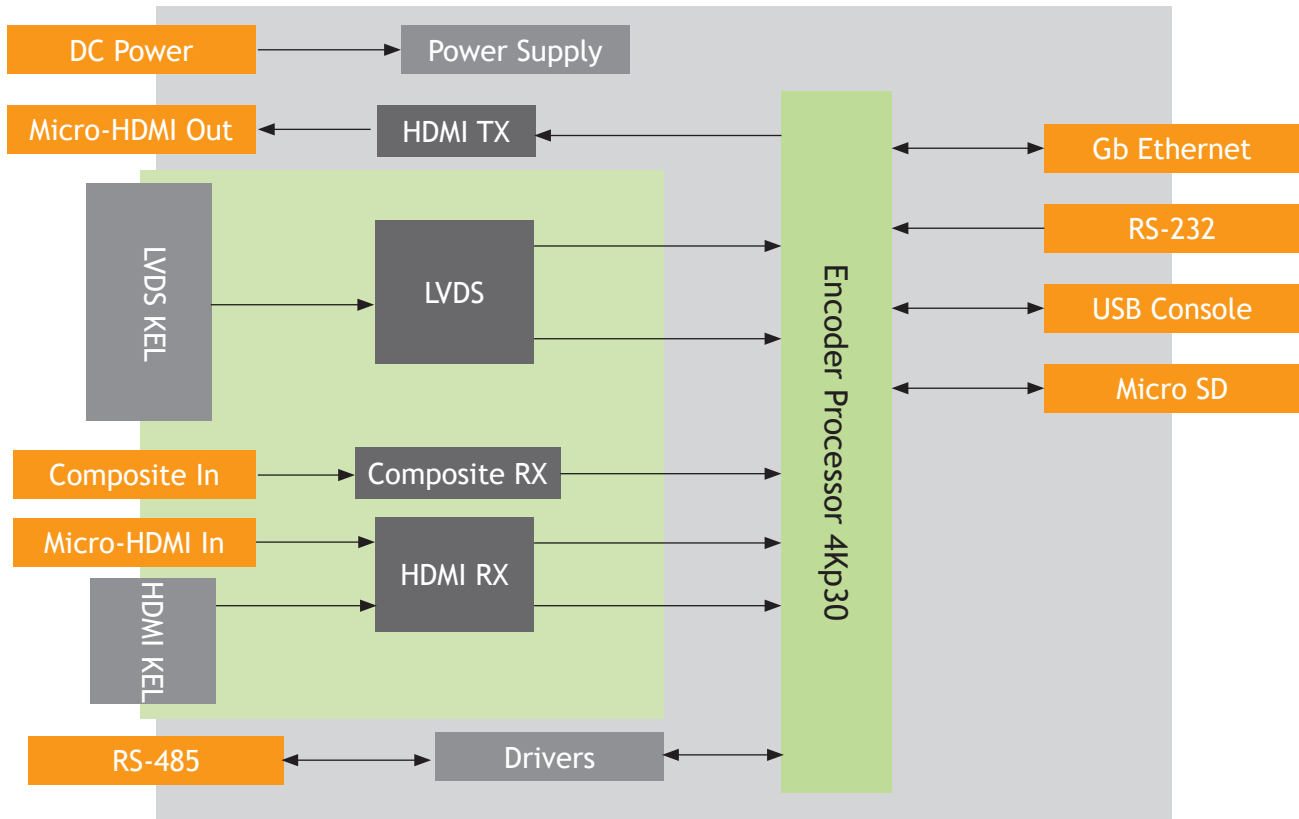 DC Power
Power Supply
Micro-HDMI Out
HDMI TX
Gb Ethernet
RS-232
USB Console
Micro SD
LVDS KEL
LVDS
Encoder Processor 4Kp30
Composite In
Composite RX
Micro-HDMI In
HDMI RX
HDMI KEL
RS-485
Drivers